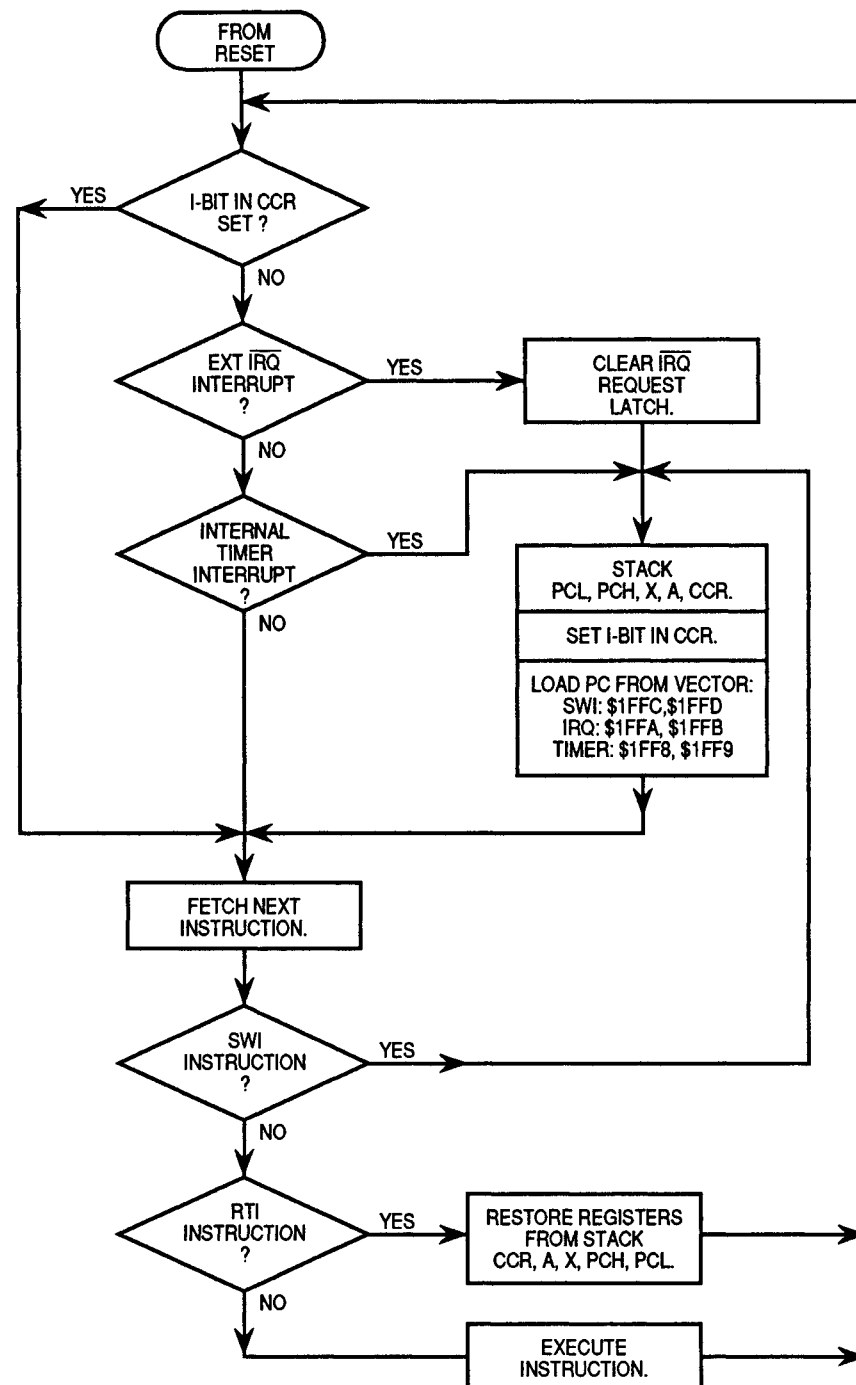 FROM
RESET
YES
I-BIT IN CCR
SET ?
NO
EXT I̅R̅Q̅
INTERRUPT
?
YES
CLEAR I̅R̅Q̅
REQUEST
LATCH.
NO
INTERNAL
TIMER
INTERRUPT
?
YES
STACK
PCL, PCH, X, A, CCR.
SET I-BIT IN CCR.
NO
LOAD PC FROM VECTOR:
SWI: $1FFC,$1FFD
IRQ: $1FFA, $1FFB
TIMER: $1FF8, $1FF9
FETCH NEXT
INSTRUCTION.
SWI
INSTRUCTION
?
YES
NO
RTI
INSTRUCTION
?
YES
RESTORE REGISTERS
FROM STACK
CCR, A, X, PCH, PCL.
NO
EXECUTE
INSTRUCTION.